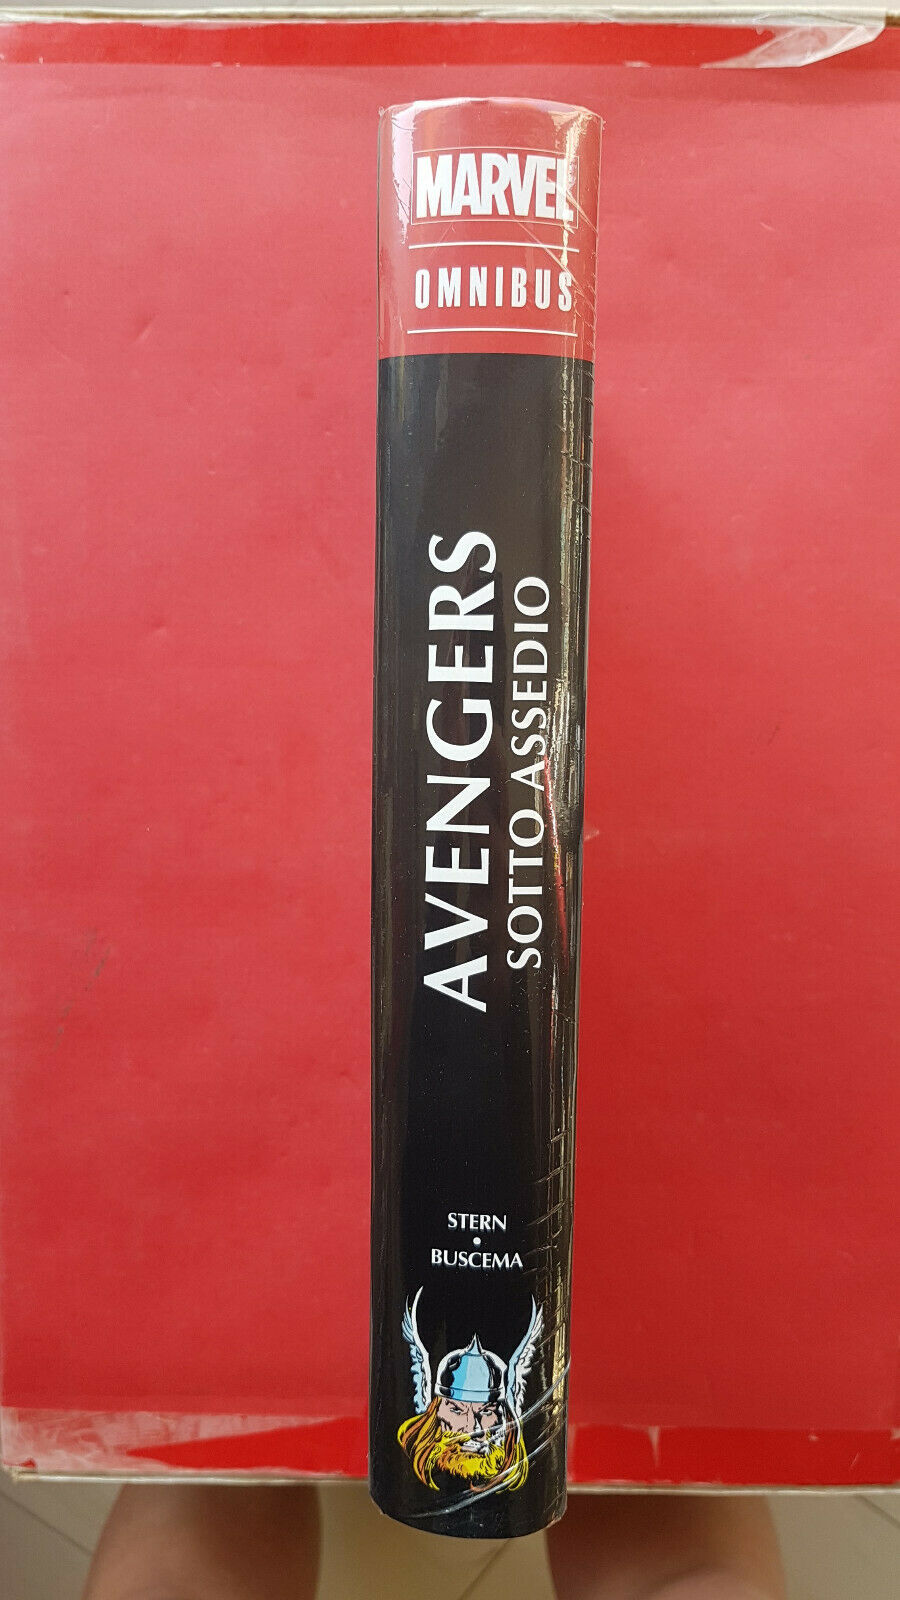 MARVEL
OMNIBUS
AVENGERS
SOTTO ASSEDIO
STERN
•
BUSCEMA